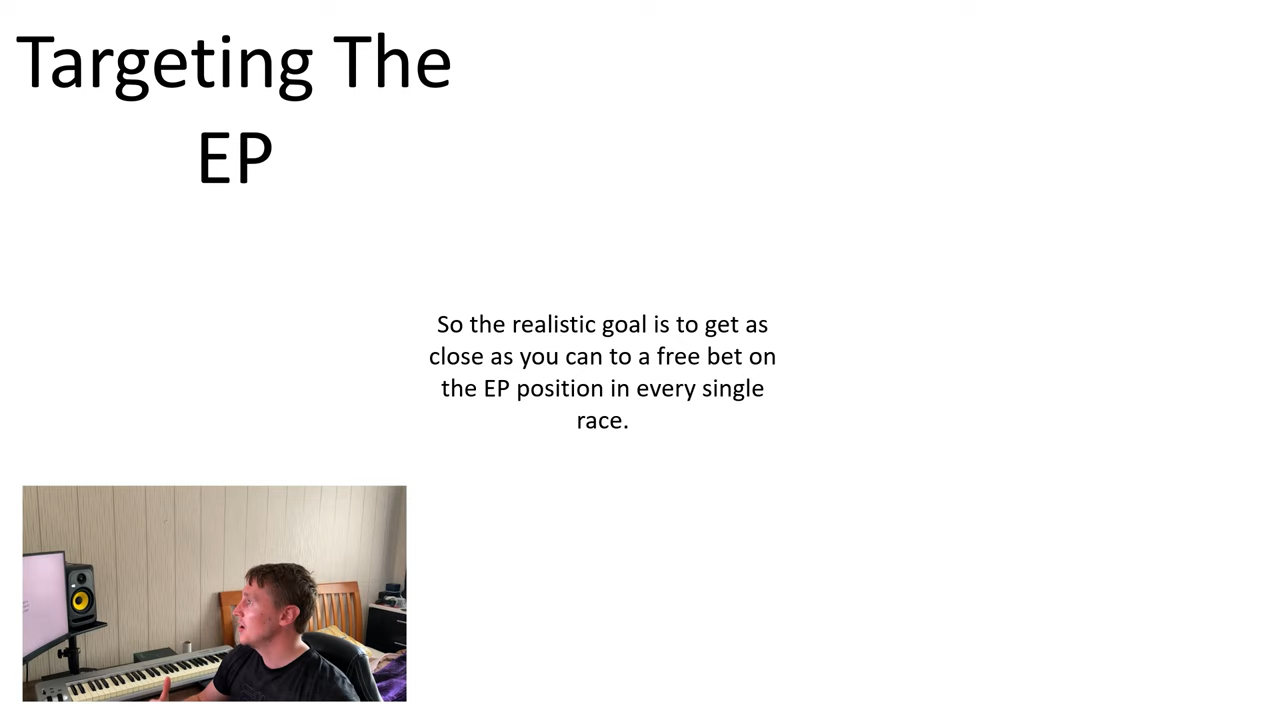 Targeting The
EP
So the realistic goal is to get as
close as you can to a free bet on
the EP position in every single
race.